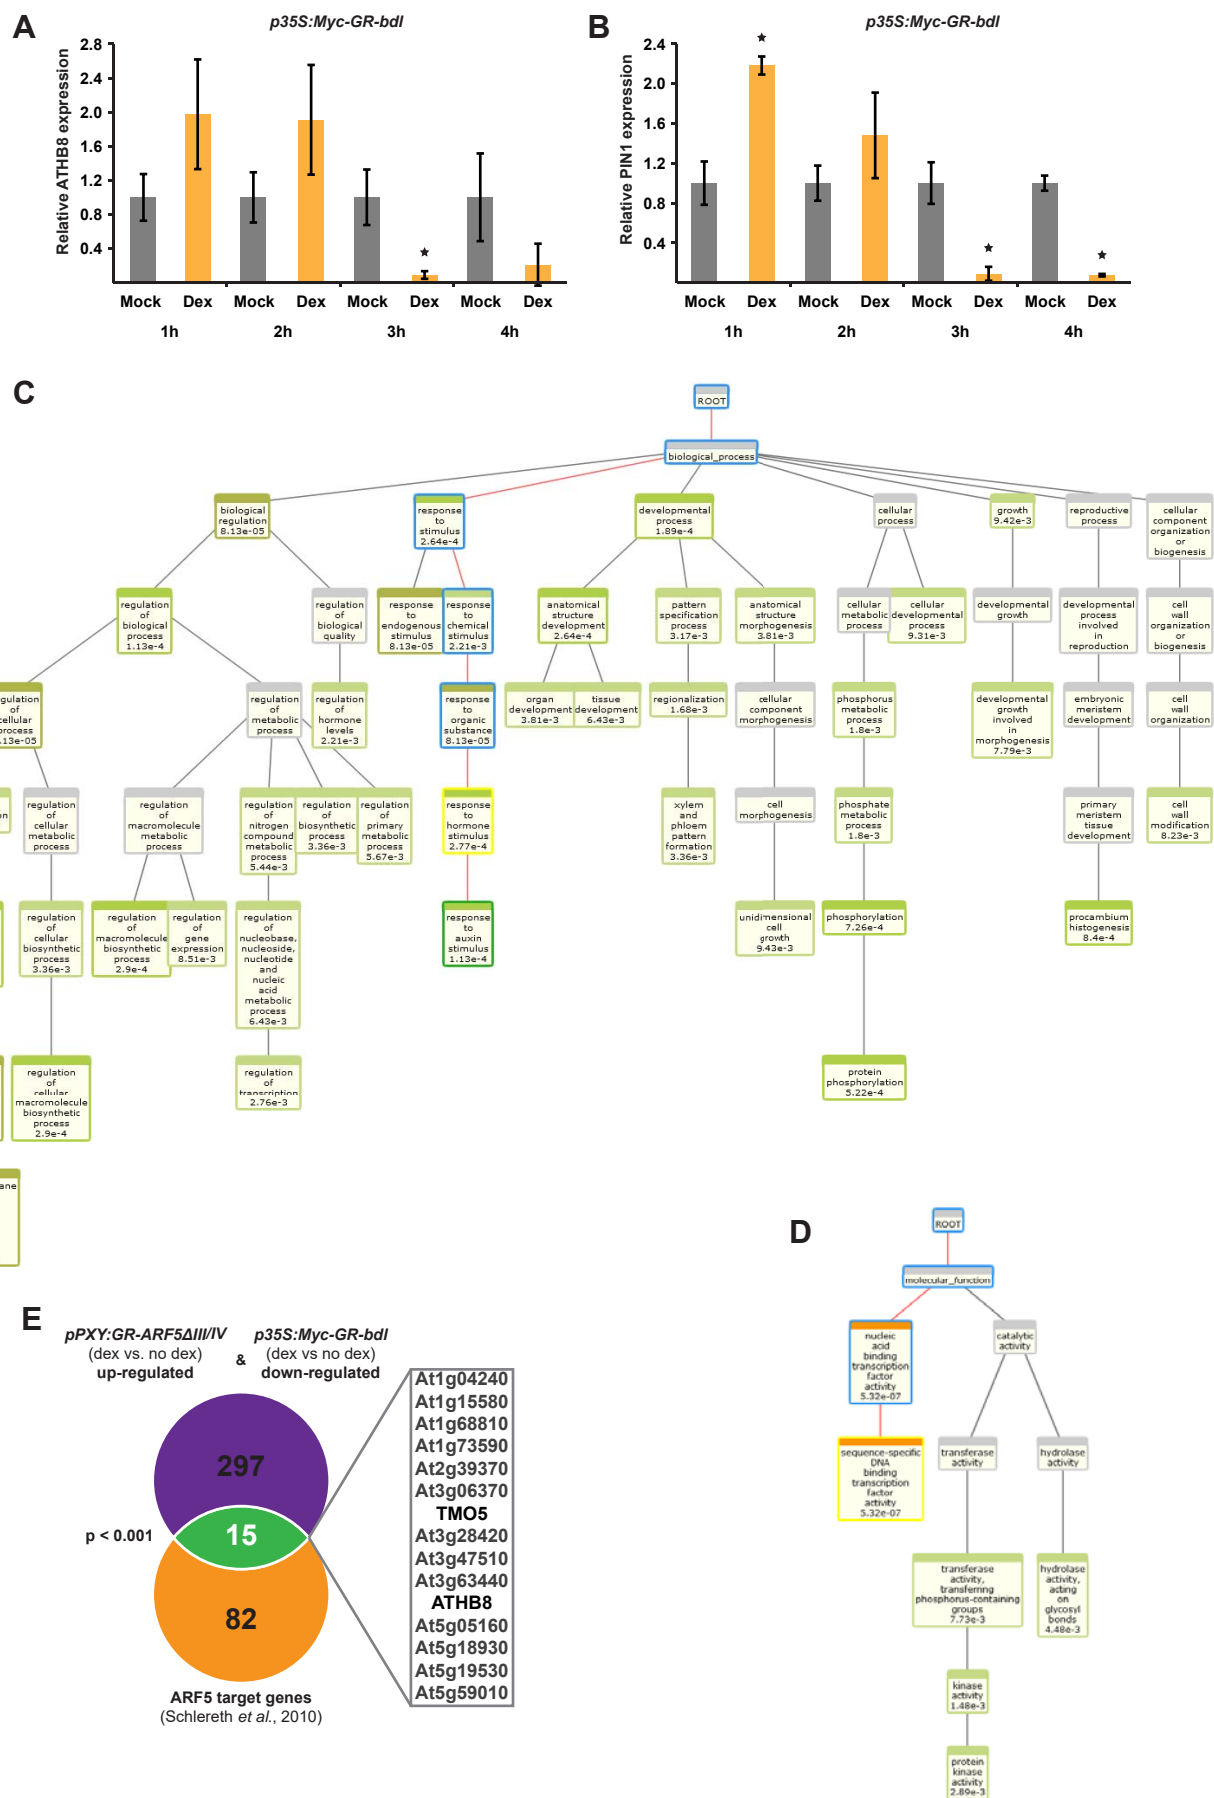 A
p35S:Myc-GR-bdl
Relative ATHB8 expression
2.8
2.4
2.0
1.6
1.2
0.8
0.4
Mock Dex Mock Dex Mock Dex Mock Dex
1h 2h 3h 4h
B
p35S:Myc-GR-bdl
Relative PIN1 expression
2.4
2.0
1.6
1.2
0.8
0.4
Mock Dex Mock Dex Mock Dex Mock Dex
1h 2h 3h 4h
C
ROOT
biological_process
biological
regulation
8.13e-05
response
to
stimulus
2.64e-4
developmental
process
1.89e-4
cellular
process
growth
9.42e-3
reproductive
process
cellular
component
organization
or
biogenesis
regulation
of
biological
process
1.13e-4
regulation
of
biological
quality
response
to
endogenous
stimulus
8.13e-05
response
to
chemical
stimulus
2.21e-3
anatomical
structure
development
2.64e-4
pattern
specification
process
3.17e-3
anatomical
structure
morphogenesis
3.81e-3
cellular
metabolic
process
cellular
developmental
process
9.31e-3
developmental
growth
developmental
process
involved
in
reproduction
cell
wall
organization
or
biogenesis
egulation
of
cellular
process
.13e-05
regulation
of
metabolic
process
regulation
of
hormone
levels
2.21e-3
response
to
organic
substance
8.13e-05
organ
development
3.81e-3
tissue
development
6.43e-3
regionalization
1.68e-3
cellular
component
morphogenesis
phosphorus
metabolic
process
1.8e-3
developmental
growth
involved
in
morphogenesis
7.79e-3
embryonic
meristem
development
cell
wall
organization
on
regulation
of
cellular
metabolic
process
regulation
of
macromolecule
metabolic
process
regulation
of
nitrogen
compound
metabolic
process
5.44e-3
regulation
of
biosynthetic
process
3.36e-3
regulation
of
primary
metabolic
process
5.67e-3
response
to
hormone
stimulus
2.77e-4
xylem
and
phloem
pattern
formation
3.36e-3
cell
morphogenesis
phosphate
metabolic
process
1.8e-3
primary
meristem
tissue
development
cell
wall
modification
8.23e-3
regulation
of
cellular
biosynthetic
process
3.36e-3
regulation
of
macromolecule
biosynthetic
process
2.9e-4
regulation
of
gene
expression
8.51e-3
regulation
of
nucleobase,
nucleoside,
nucleotide
and
nucleic
acid
metabolic
process
6.43e-3
response
to
auxin
stimulus
1.13e-4
unidimensional
cell
growth
9.43e-3
phosphorylation
7.26e-4
procambium
histogenesis
8.4e-4
regulation
of
cellular
macromolecule
biosynthetic
process
2.9e-4
regulation
of
transcription
2.76e-3
protein
phosphorylation
5.22e-4
ane
D
ROOT
molecular_function
nucleic
acid
binding
transcription
factor
activity
5.32e-07
catalytic
activity
sequence-specific
DNA
binding
transcription
factor
activity
5.32e-07
transferase
activity
hydrolase
activity
transferase
activity,
transferring
phosphorus-containing
groups
7.73e-3
hydrolase
activity,
acting
on
glycosyl
bonds
4.48e-3
kinase
activity
1.48e-3
protein
kinase
activity
2.89e-3
E
pPXY:GR-ARF5ΔIII/IV
(dex vs. no dex)
up-regulated
&
p35S:Myc-GR-bdl
(dex vs no dex)
down-regulated
297
15
82
p < 0.001
ARF5 target genes
(Schlereth et al., 2010)
At1g04240
At1g15580
At1g68810
At1g73590
At2g39370
At3g06370
TMO5
At3g28420
At3g47510
At3g63440
ATHB8
At5g05160
At5g18930
At5g19530
At5g59010